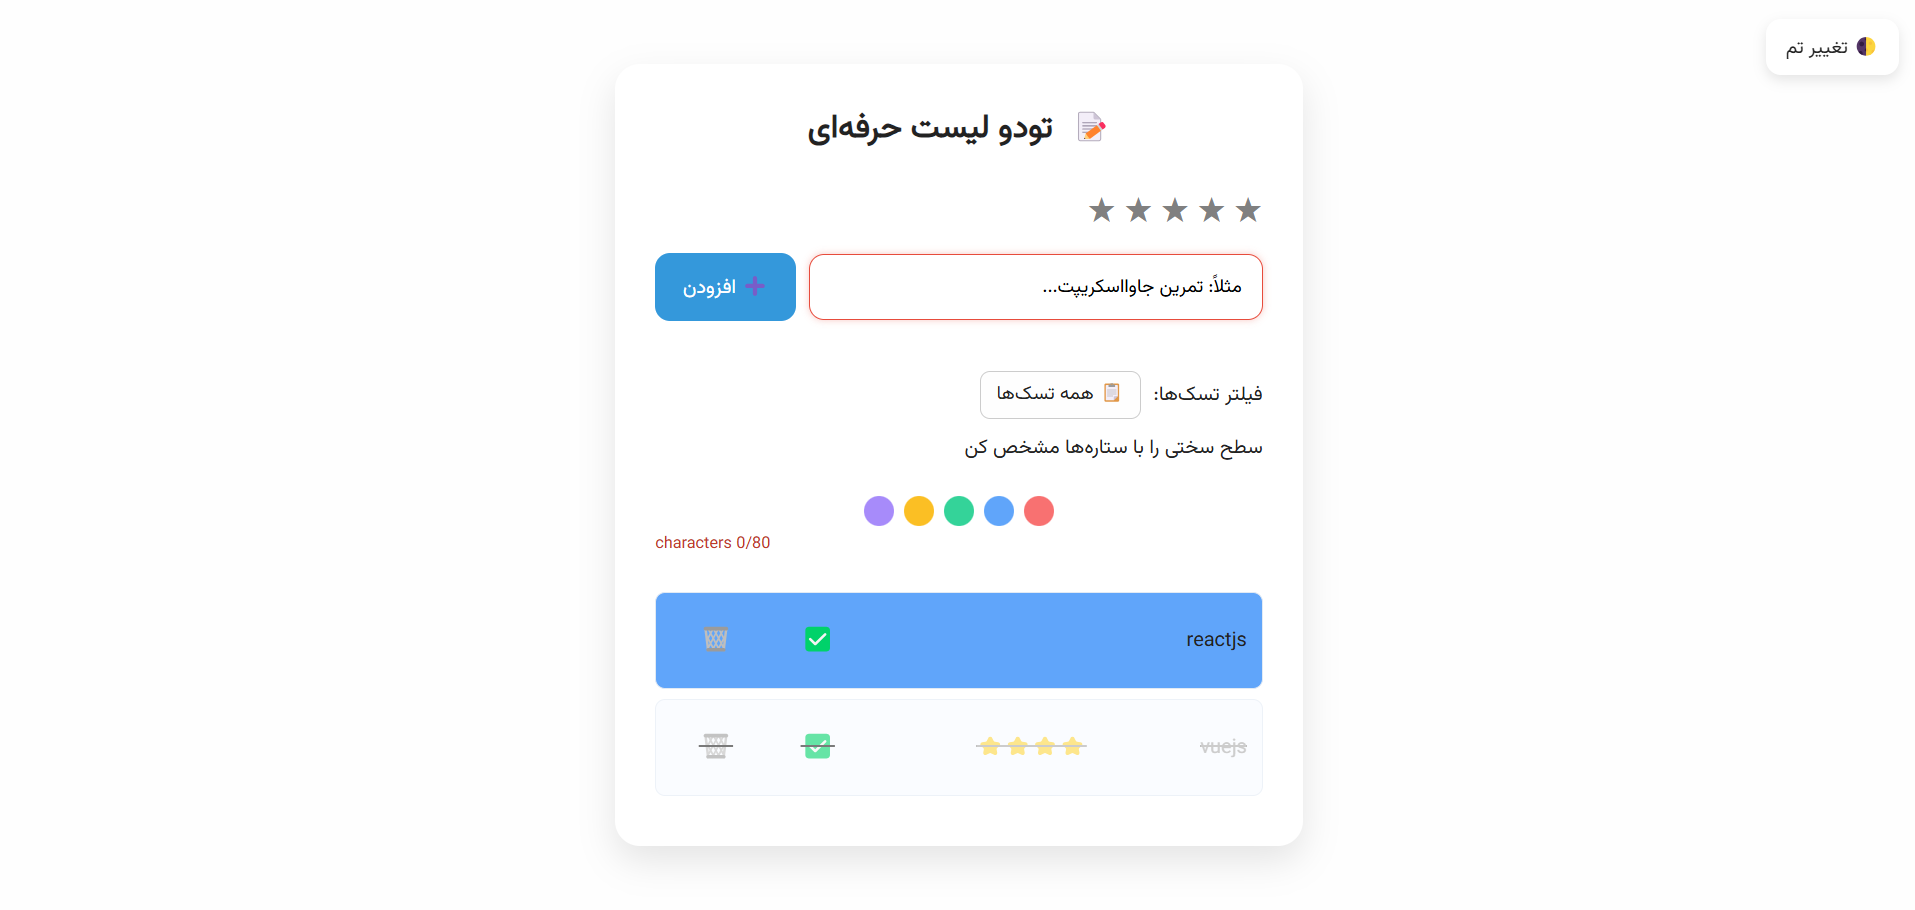 🌗 تغییر تم
📝 تودو لیست حرفه‌ای
★ ★ ★ ★ ★
مثلاً: تمرین جاوااسکریپت...
➕ افزودن
فیلتر تسک‌ها: 📋 همه تسک‌ها
سطح سختی را با ستاره‌ها مشخص کن
characters 0/80
reactjs ✅ 🗑️
vuejs ⭐⭐⭐⭐ ✅ 🗑️